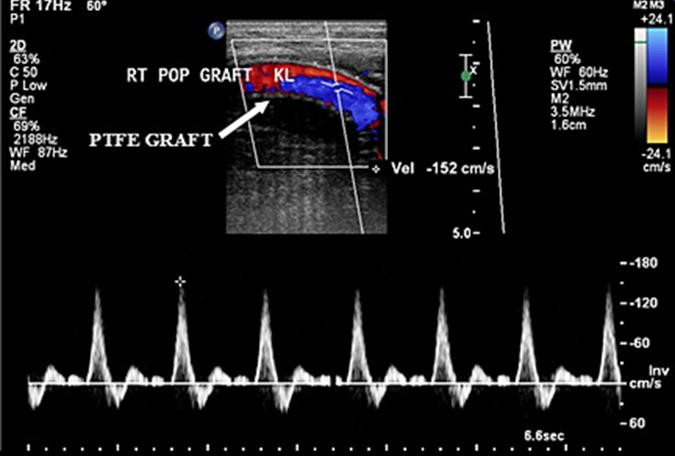 FR 17Hz 60°
P1
M2 M3
+24.1
2D
63%
C 50
P Low
Gen
CF
69%
2188Hz
WF 87Hz
Med
P
RT POP GRAFT KL
PTFE GRAFT
x
PW
60%
WF 60Hz
SV1.5mm
M2
3.5MHz
1.6cm
-24.1
cm/s
Vel -152 cm/s
5.0
-180
-120
-60
Inv
cm/s
60
6.6sec